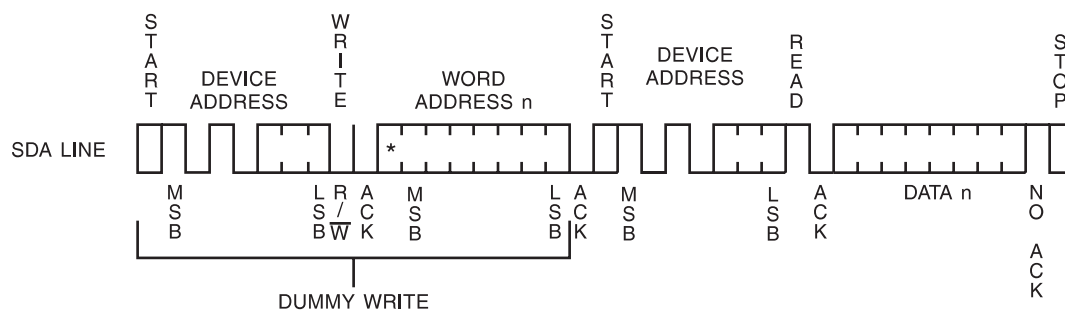 START
DEVICE
ADDRESS
WRITE
WORD
ADDRESS n
START
DEVICE
ADDRESS
READ
STOP
SDA LINE
*
MSB
LSB
R/W̅
ACK
MSB
LSB
ACK
MSB
LSB
ACK
DATA n
NO ACK
DUMMY WRITE